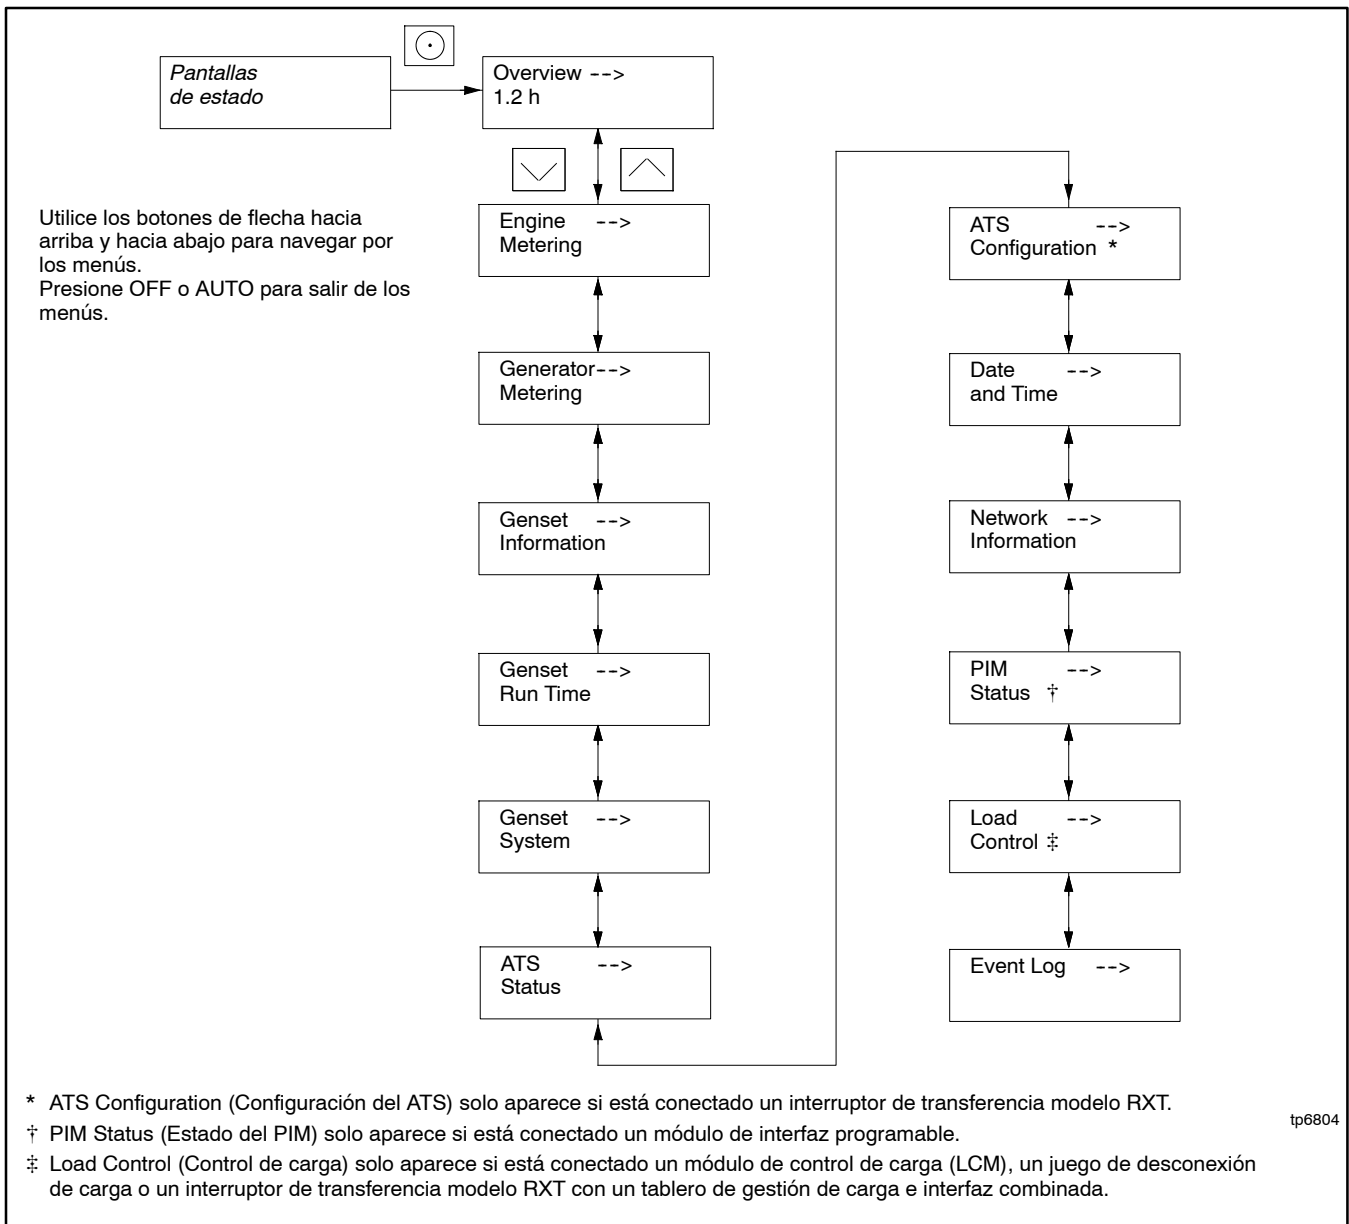 Pantallas
de estado
Overview -->
1.2 h
Utilice los botones de flecha hacia
arriba y hacia abajo para navegar por
los menús.
Presione OFF o AUTO para salir de los
menús.
Engine -->
Metering
Generator-->
Metering
Genset -->
Information
Genset -->
Run Time
Genset -->
System
ATS -->
Status
ATS -->
Configuration *
Date -->
and Time
Network -->
Information
PIM -->
Status †
Load -->
Control ‡
Event Log -->
* ATS Configuration (Configuración del ATS) solo aparece si está conectado un interruptor de transferencia modelo RXT.
† PIM Status (Estado del PIM) solo aparece si está conectado un módulo de interfaz programable.
‡ Load Control (Control de carga) solo aparece si está conectado un módulo de control de carga (LCM), un juego de desconexión
de carga o un interruptor de transferencia modelo RXT con un tablero de gestión de carga e interfaz combinada.
tp6804